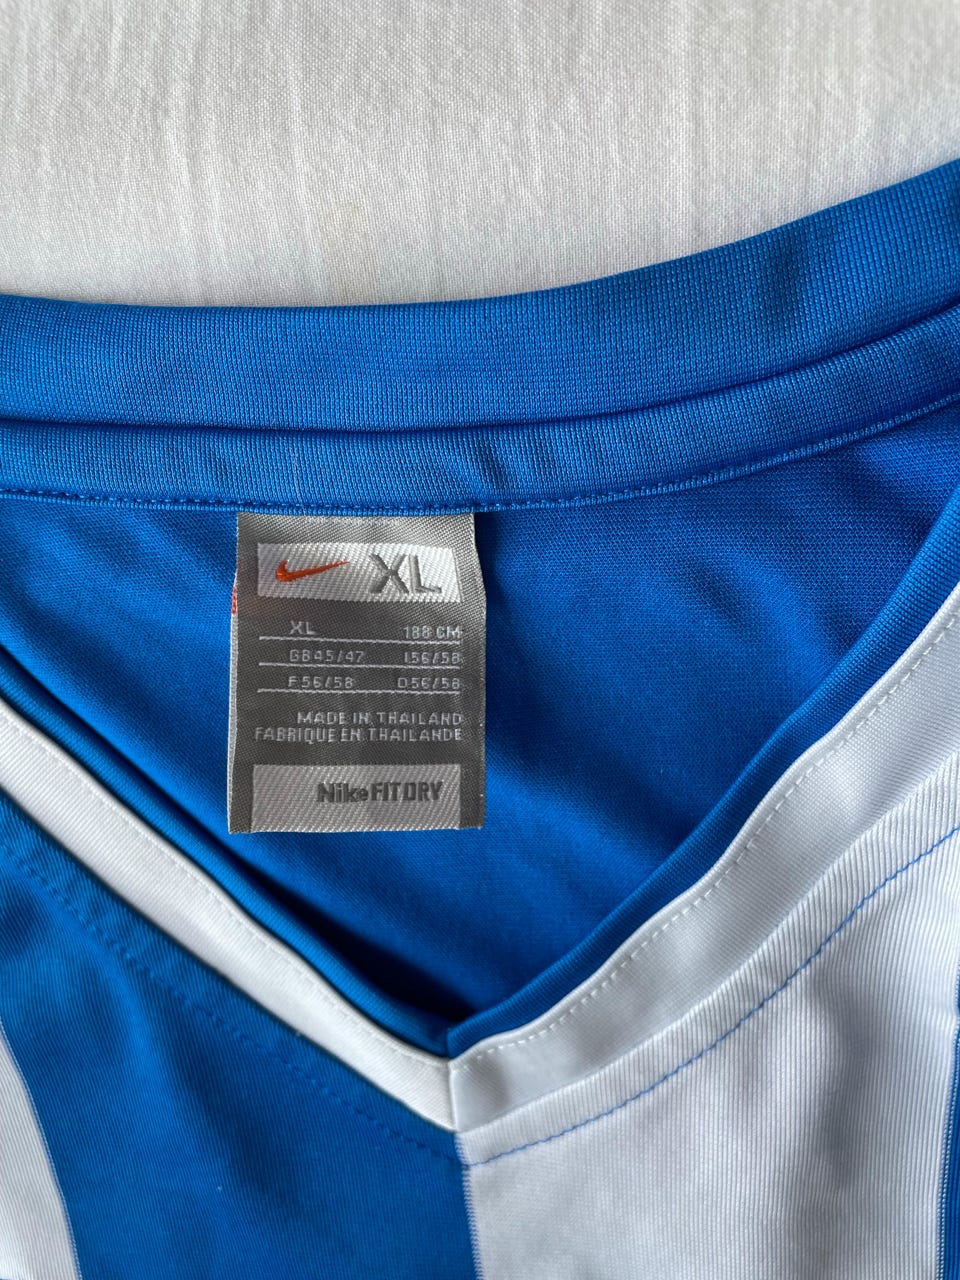 XL
XL 188 CM
GB45/47 I56/58
F56/58 D56/58
MADE IN THAILAND
FABRIQUE EN THAILANDE
Nike FIT DRY